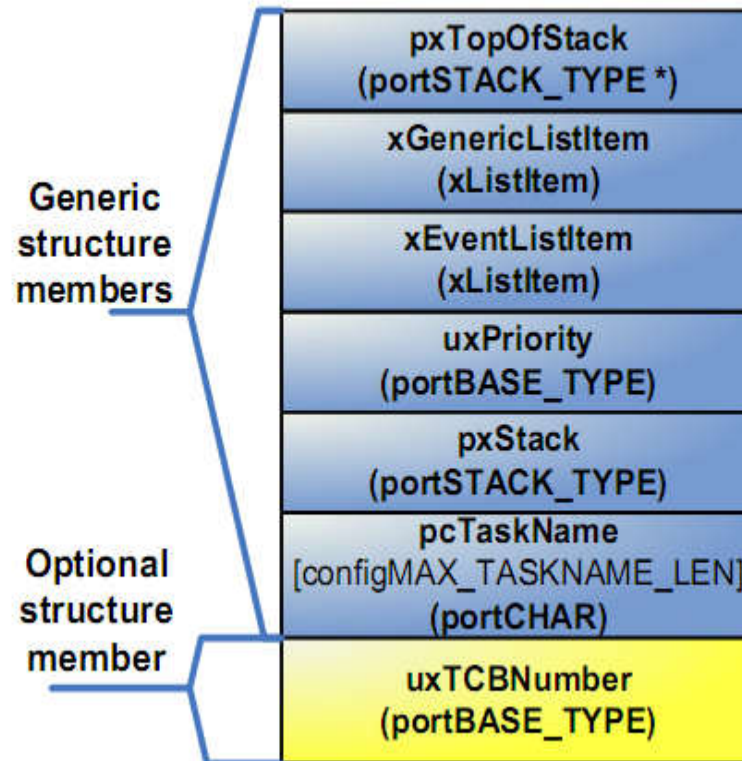 pxTopOfStack
(portSTACK_TYPE *)
xGenericListItem
(xListItem)
Generic
structure
members
xEventListItem
(xListItem)
uxPriority
(portBASE_TYPE)
pxStack
(portSTACK_TYPE)
pcTaskName
[configMAX_TASKNAME_LEN]
(portCHAR)
Optional
structure
member
uxTCBNumber
(portBASE_TYPE)